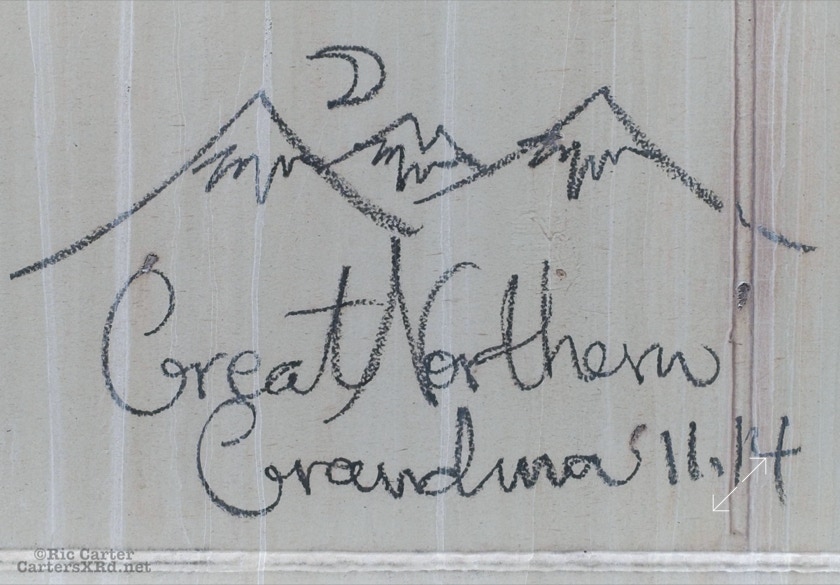 Great Northern
Grandma 11.14
©Ric Carter
CartersXRd.net